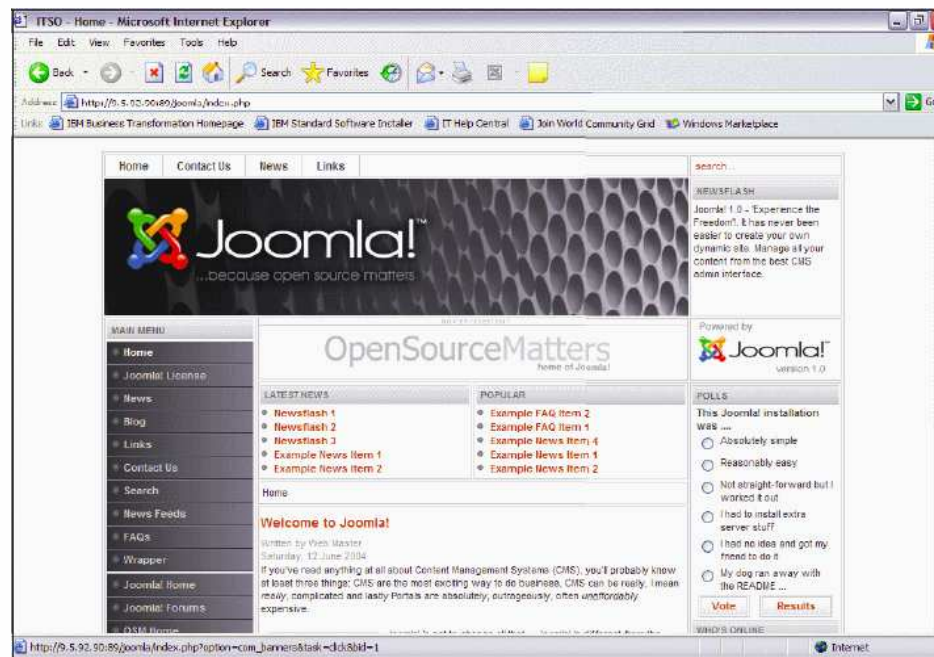 ITSO - Home - Microsoft Internet Explorer
File Edit View Favorites Tools Help
Back Search Favorites
Address http://9.5.92.90:89/joomla/index.php
Links IBM Business Transformation Homepage IBM Standard Software Installer IT Help Central Join World Community Grid Windows Marketplace
Home Contact Us News Links
search...
Joomla!™
...because open source matters
NEWSFLASH
Joomla! 1.0 - 'Experience the
Freedom'!. It has never been
easier to create your own
dynamic site. Manage all your
content from the best CMS
admin interface.
MAIN MENU
Home
Joomla! License
News
Blog
Links
Contact Us
Search
News Feeds
FAQs
Wrapper
Joomla! Home
Joomla! Forums
OSM Home
OpenSourceMatters
home of Joomla!
LATEST NEWS
Newsflash 1
Newsflash 2
Newsflash 3
Example News Item 1
Example News Item 2
POPULAR
Example FAQ Item 2
Example FAQ Item 1
Example News Item 4
Example News Item 1
Example News Item 2
Home
Welcome to Joomla!
Written by Web Master
Saturday, 12 June 2004
If you've read anything at all about Content Management Systems (CMS), you'll probably know
at least three things: CMS are the most exciting way to do business, CMS can be really, I mean
really, complicated and lastly Portals are absolutely, outrageously, often unaffordably
expensive.
Powered by
Joomla!™
version 1.0
POLLS
This Joomla! installation
was ....
Absolutely simple
Reasonably easy
Not straight-forward but I
worked it out
I had to install extra
server stuff
I had no idea and got my
friend to do it
My dog ran away with
the README ...
Vote Results
WHO'S ONLINE
http://9.5.92.90:89/joomla/index.php?option=com_banners&task=click&bid=1 Internet